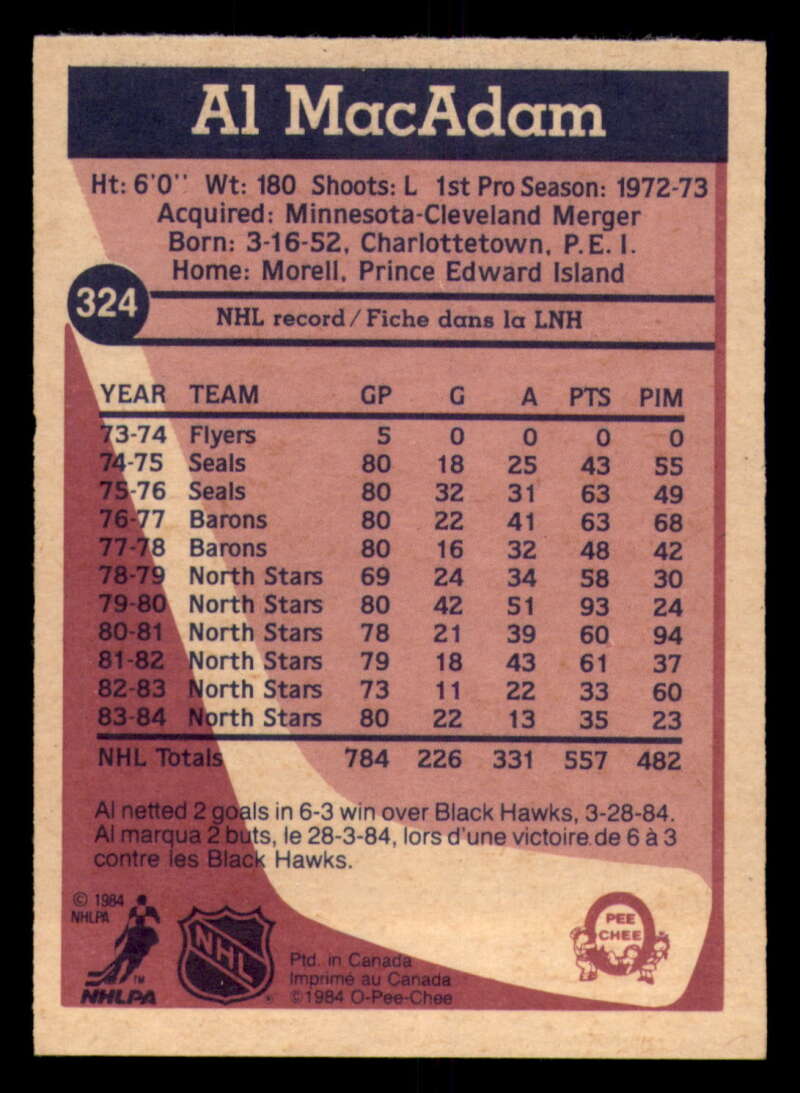 Al MacAdam
Ht: 6'0" Wt: 180 Shoots: L 1st Pro Season: 1972-73
Acquired: Minnesota-Cleveland Merger
Born: 3-16-52, Charlottetown, P.E.I.
Home: Morell, Prince Edward Island
324
NHL record/Fiche dans la LNH
YEAR TEAM GP G A PTS PIM
73-74 Flyers 5 0 0 0 0
74-75 Seals 80 18 25 43 55
75-76 Seals 80 32 31 63 49
76-77 Barons 80 22 41 63 68
77-78 Barons 80 16 32 48 42
78-79 North Stars 69 24 34 58 30
79-80 North Stars 80 42 51 93 24
80-81 North Stars 78 21 39 60 94
81-82 North Stars 79 18 43 61 37
82-83 North Stars 73 11 22 33 60
83-84 North Stars 80 22 13 35 23
NHL Totals 784 226 331 557 482
Al netted 2 goals in 6-3 win over Black Hawks, 3-28-84.
Al marqua 2 buts, le 28-3-84, lors d'une victoire de 6 à 3
contre les Black Hawks.
© 1984
NHLPA
TM
NHLPA
NHL
®
Ptd. in Canada
Imprimé au Canada
©1984 O-Pee-Chee
PEE
CHEE